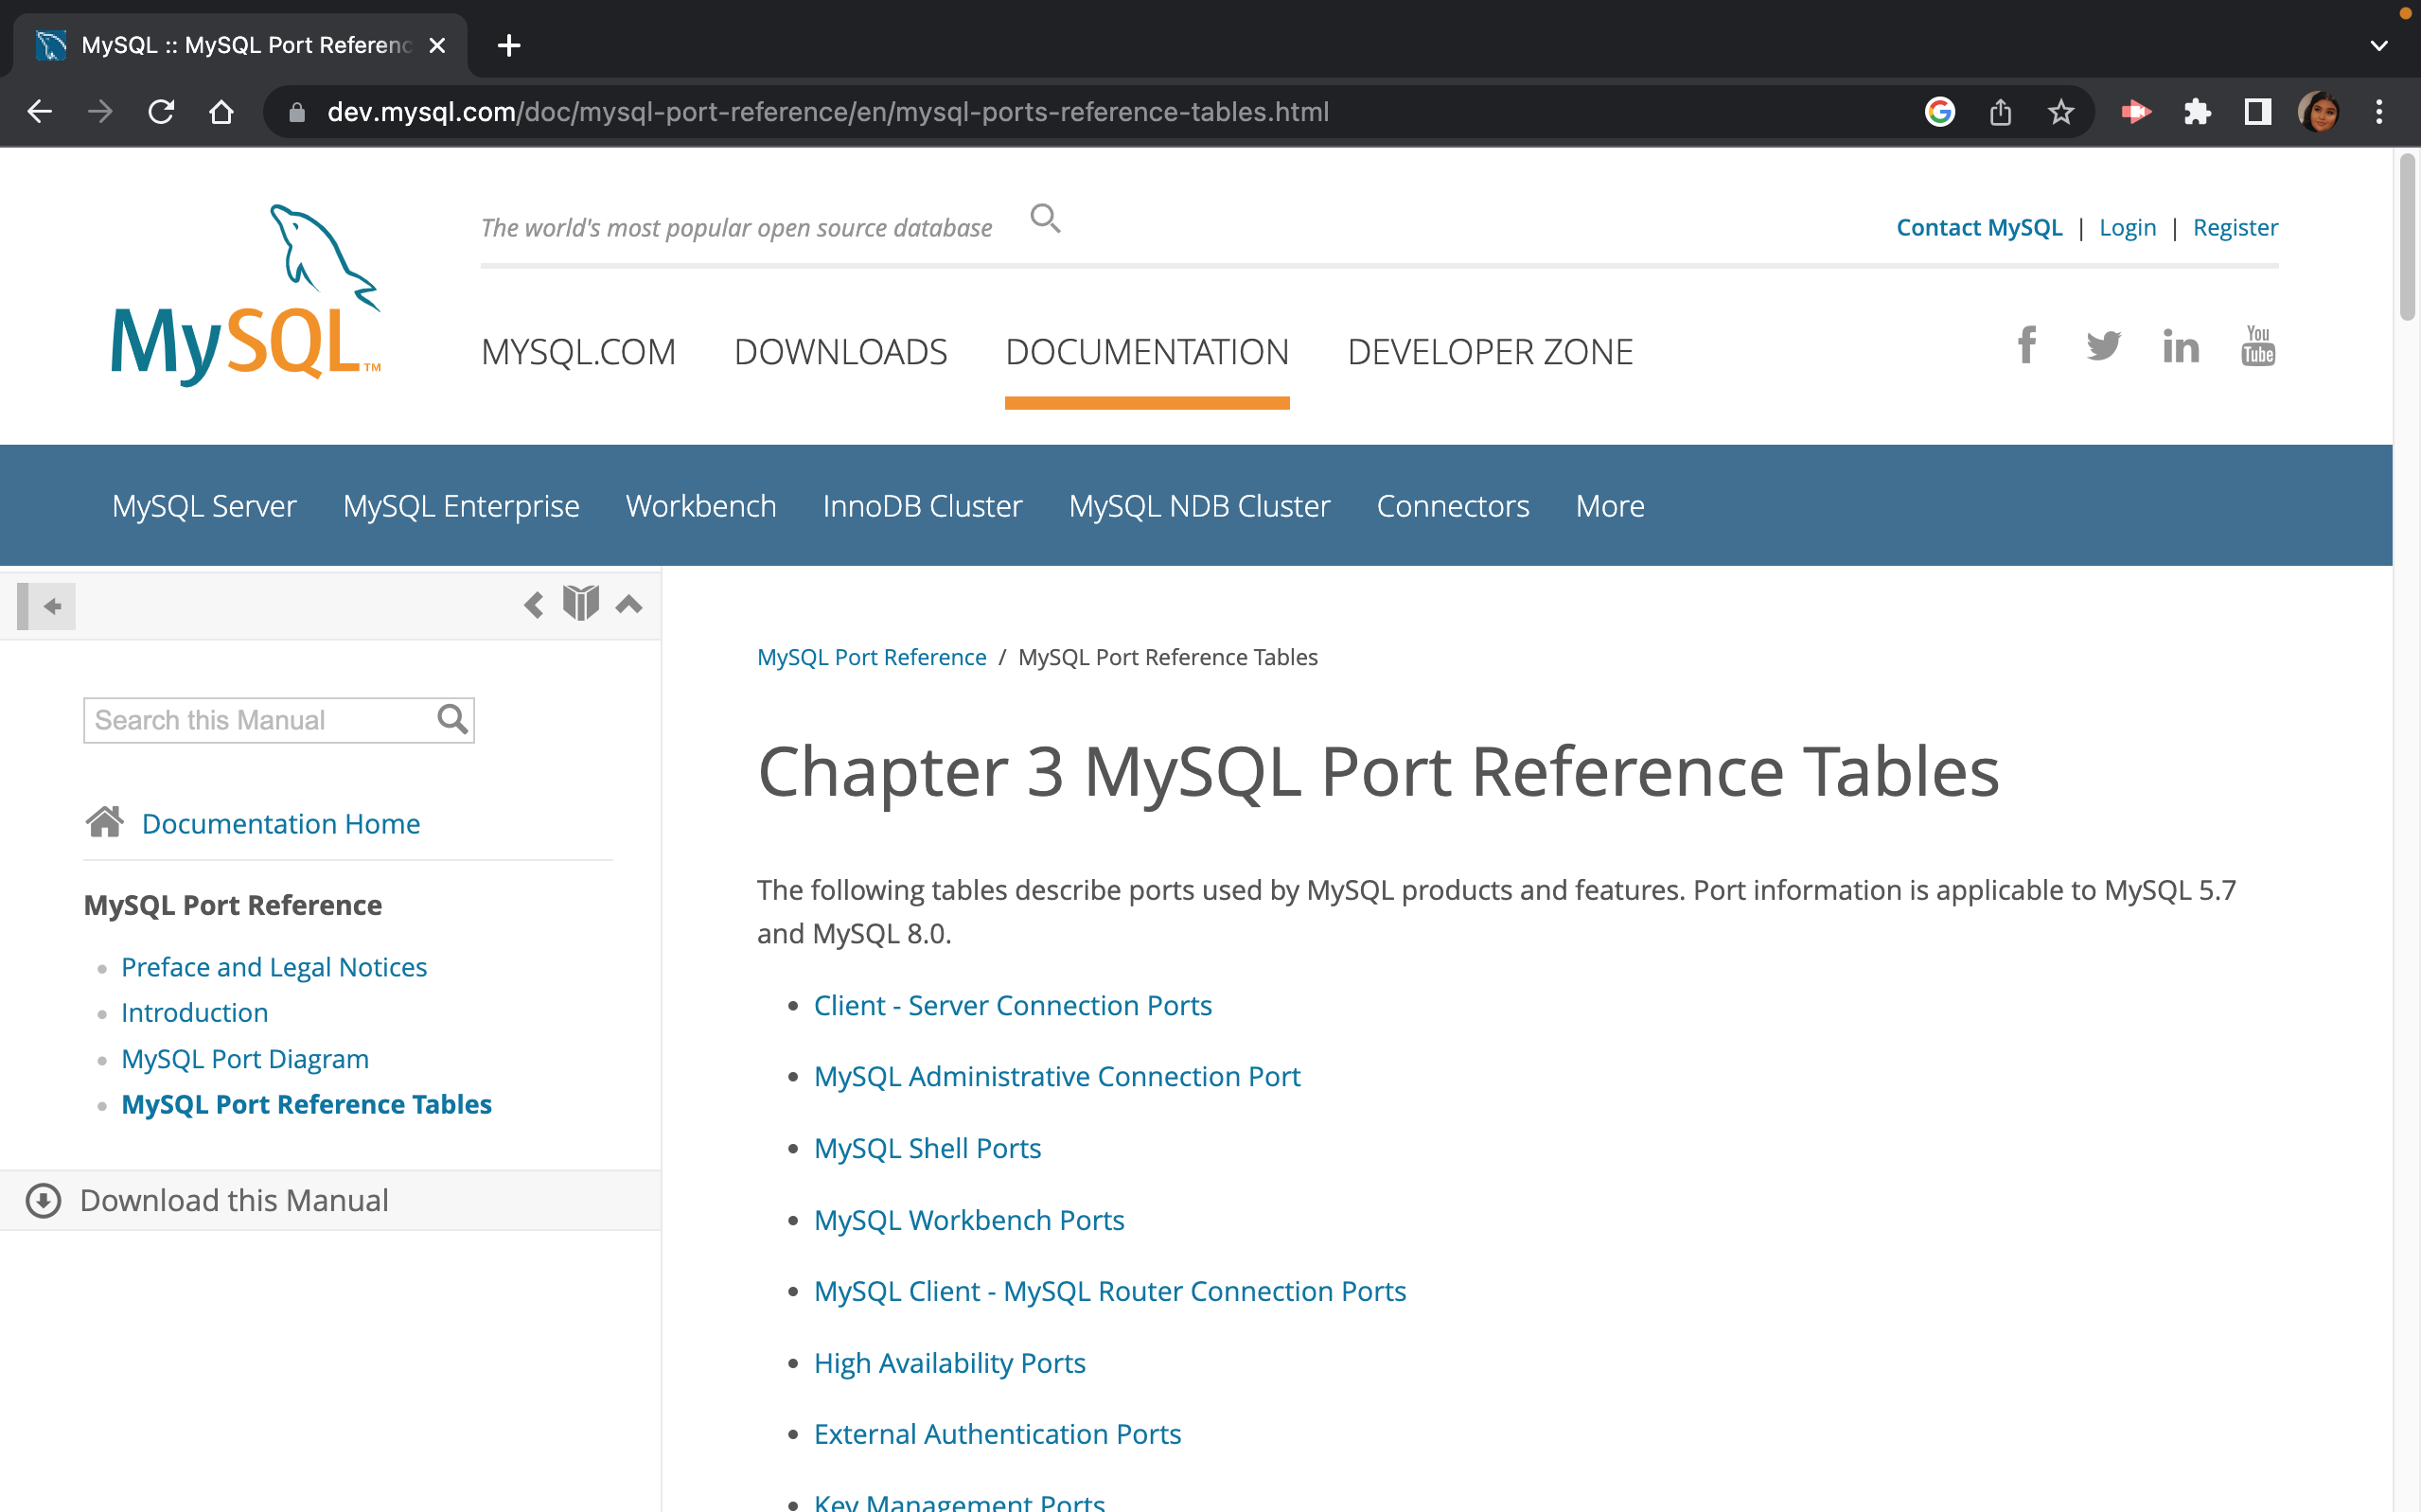 MySQL :: MySQL Port Referenc
dev.mysql.com/doc/mysql-port-reference/en/mysql-ports-reference-tables.html
MySQL™
The world's most popular open source database
Contact MySQL | Login | Register
MYSQL.COM DOWNLOADS DOCUMENTATION DEVELOPER ZONE
You
Tube
MySQL Server MySQL Enterprise Workbench InnoDB Cluster MySQL NDB Cluster Connectors More
Search this Manual
Documentation Home
MySQL Port Reference
Preface and Legal Notices
Introduction
MySQL Port Diagram
MySQL Port Reference Tables
Download this Manual
MySQL Port Reference / MySQL Port Reference Tables
Chapter 3 MySQL Port Reference Tables
The following tables describe ports used by MySQL products and features. Port information is applicable to MySQL 5.7
and MySQL 8.0.
Client - Server Connection Ports
MySQL Administrative Connection Port
MySQL Shell Ports
MySQL Workbench Ports
MySQL Client - MySQL Router Connection Ports
High Availability Ports
External Authentication Ports
Key Management Ports